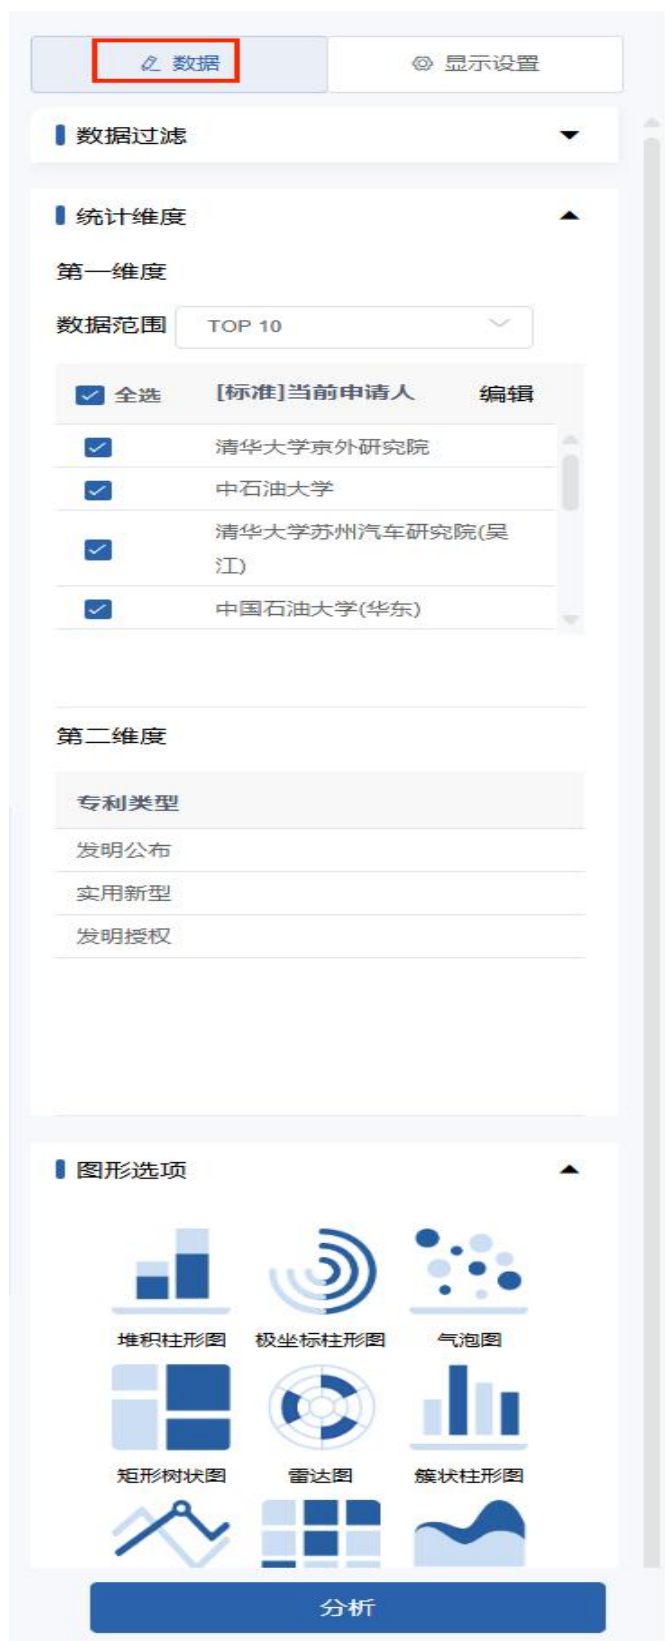 数据
显示设置
数据过滤
统计维度
第一维度
数据范围 TOP 10
全选 [标准]当前申请人 编辑
清华大学京外研究院
中石油大学
清华大学苏州汽车研究院(吴
江)
中国石油大学(华东)
第二维度
专利类型
发明公布
实用新型
发明授权
图形选项
堆积柱形图 极坐标柱形图 气泡图
矩形树状图 雷达图 簇状柱形图
分析